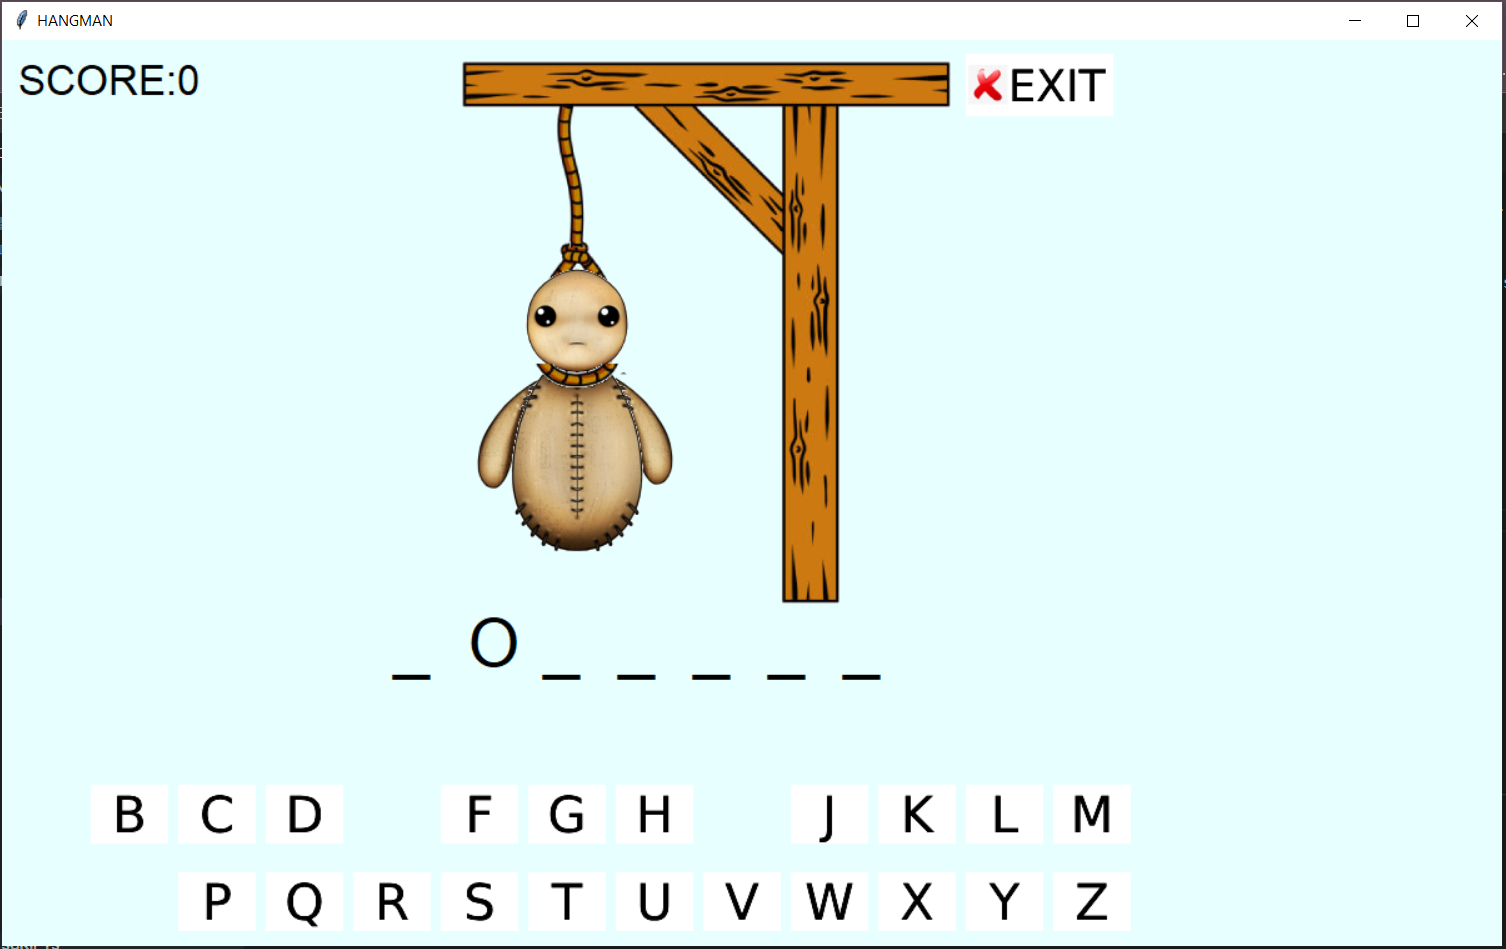 HANGMAN
SCORE:0
EXIT
_ O _ _ _ _ _
B C D F G H J K L M
P Q R S T U V W X Y Z